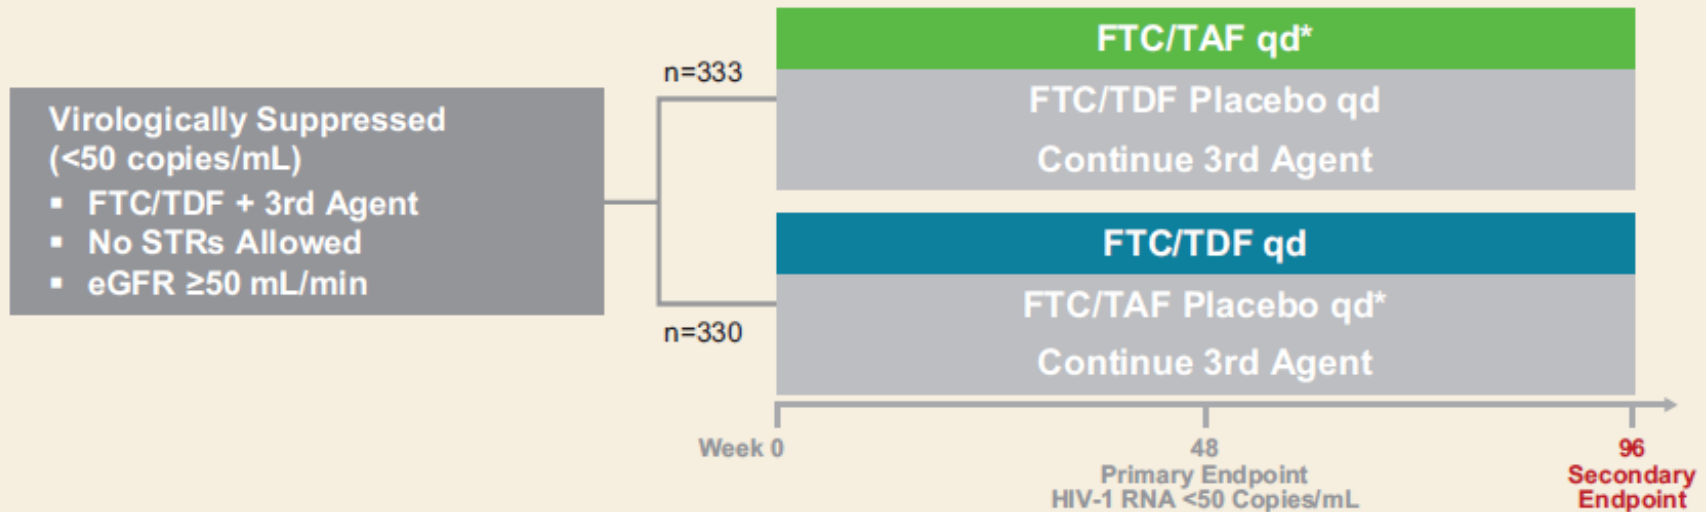 Virologically Suppressed
(<50 copies/mL)
▪ FTC/TDF + 3rd Agent
▪ No STRs Allowed
▪ eGFR ≥50 mL/min
n=333
FTC/TAF qd*
FTC/TDF Placebo qd
Continue 3rd Agent
n=330
FTC/TDF qd
FTC/TAF Placebo qd*
Continue 3rd Agent
Week 0
48
Primary Endpoint
HIV-1 RNA <50 Copies/mL
96
Secondary
Endpoint